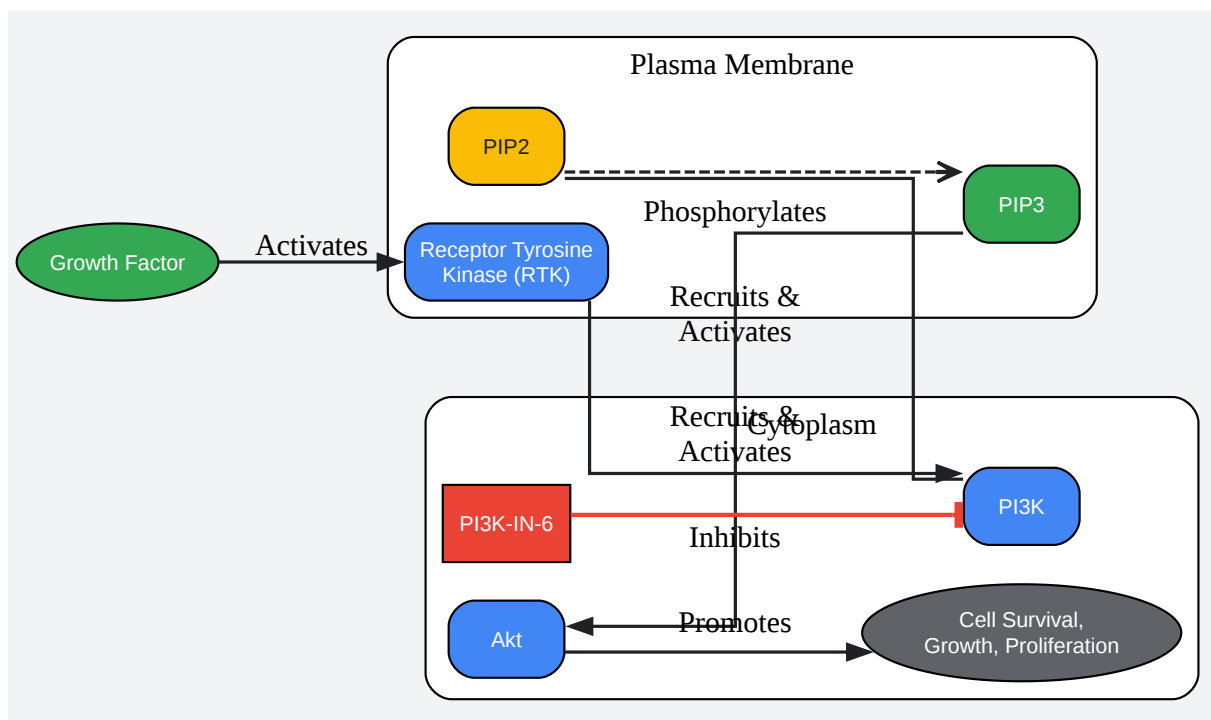 Plasma Membrane
PIP2
PIP3
Phosphorylates
Activates
Growth Factor
Receptor Tyrosine
Kinase (RTK)
Recruits &
Activates
Recruits &
Activates
Cytoplasm
PI3K
PI3K-IN-6
Inhibits
Promotes
Akt
Cell Survival,
Growth, Proliferation